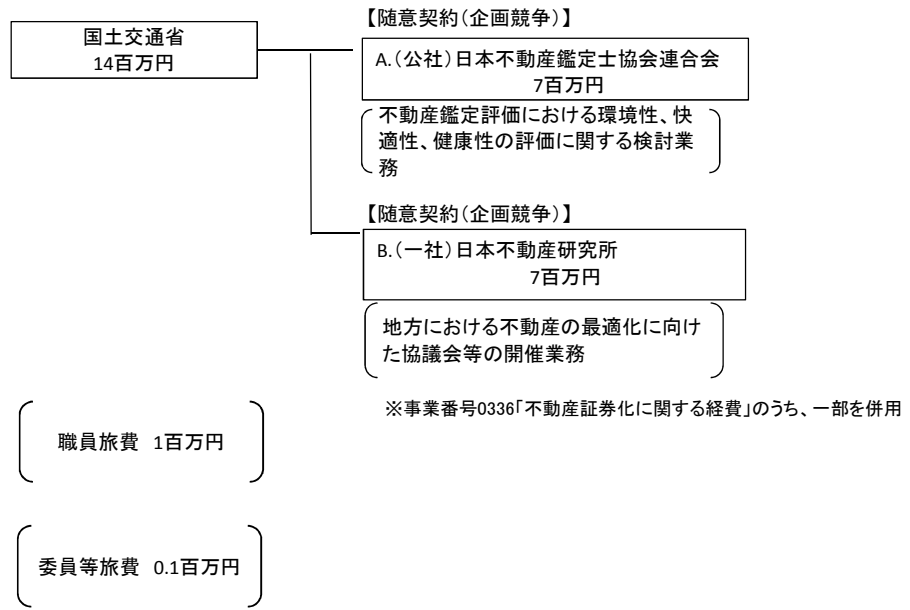 国土交通省
14百万円
【随意契約(企画競争)】
A.(公社)日本不動産鑑定士協会連合会
7百万円
不動産鑑定評価における環境性、快
適性、健康性の評価に関する検討業
務
【随意契約(企画競争)】
B.(一社)日本不動産研究所
7百万円
地方における不動産の最適化に向け
た協議会等の開催業務
※事業番号0336「不動産証券化に関する経費」のうち、一部を併用
職員旅費 1百万円
委員等旅費 0.1百万円